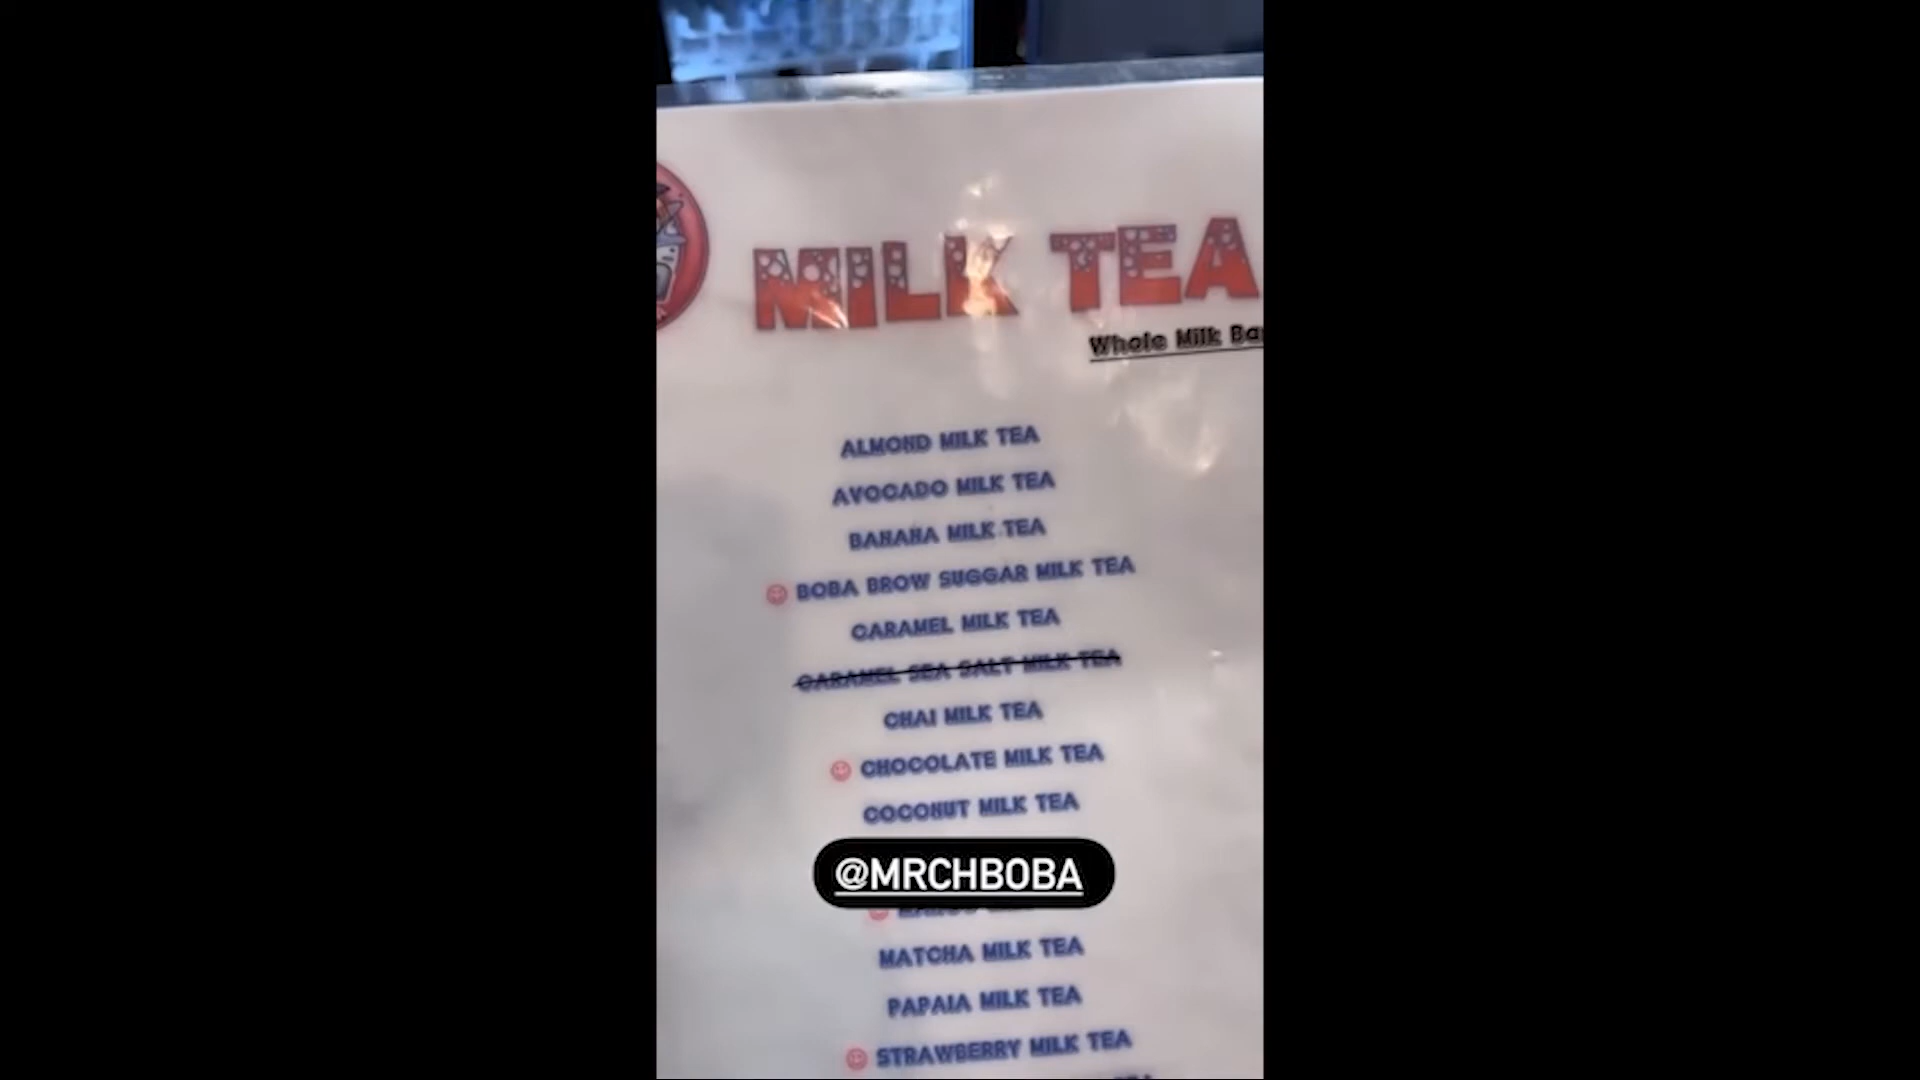 MILK TEA
Whole Milk
ALMOND MILK TEA
AVOCADO MILK TEA
BANANA MILK TEA
BOBA BROW SUGGAR MILK TEA
CARAMEL MILK TEA
CARAMEL SEA SALT MILK TEA
CHAI MILK TEA
CHOCOLATE MILK TEA
COCONUT MILK TEA
@MRCHBOBA
MATCHA MILK TEA
PAPAIA MILK TEA
STRAWBERRY MILK TEA